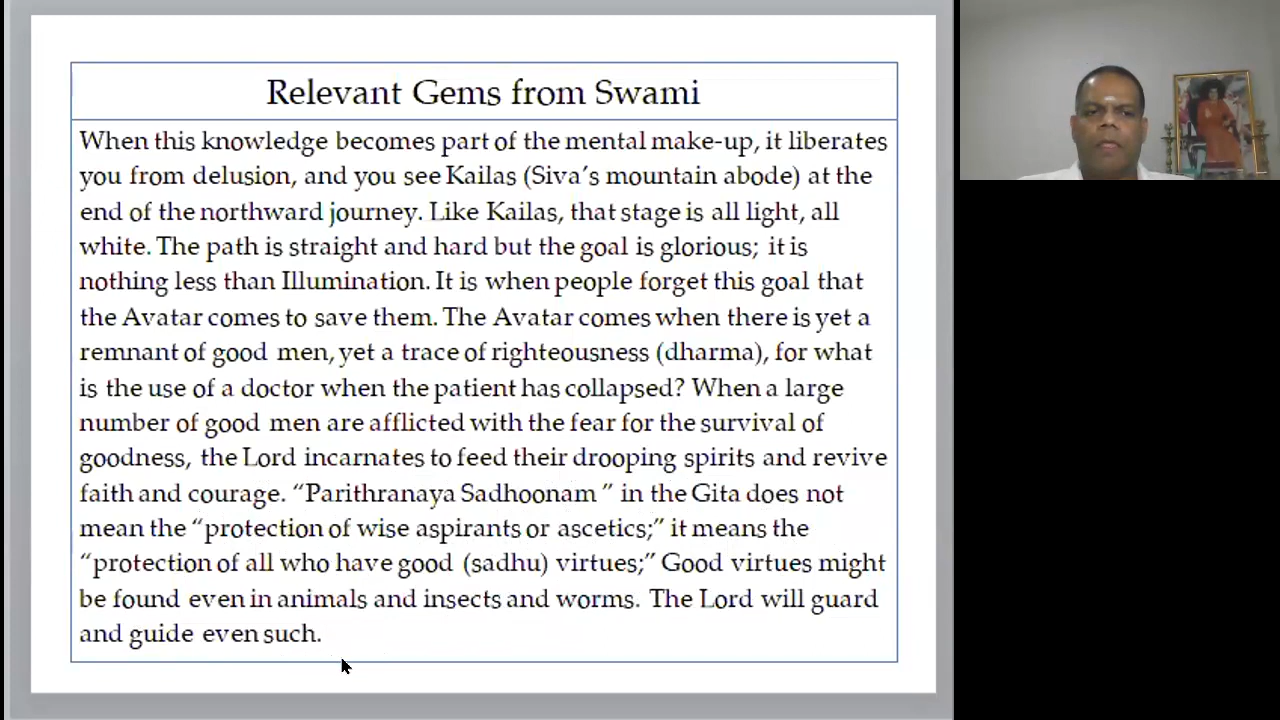 Relevant Gems from Swami
When this knowledge becomes part of the mental make-up, it liberates
you from delusion, and you see Kailas (Siva’s mountain abode) at the
end of the northward journey. Like Kailas, that stage is all light, all
white. The path is straight and hard but the goal is glorious; it is
nothing less than Illumination. It is when people forget this goal that
the Avatar comes to save them. The Avatar comes when there is yet a
remnant of good men, yet a trace of righteousness (dharma), for what
is the use of a doctor when the patient has collapsed? When a large
number of good men are afflicted with the fear for the survival of
goodness, the Lord incarnates to feed their drooping spirits and revive
faith and courage. “Parithranaya Sadhoonam ” in the Gita does not
mean the “protection of wise aspirants or ascetics;” it means the
“protection of all who have good (sadhu) virtues;” Good virtues might
be found even in animals and insects and worms. The Lord will guard
and guide even such.